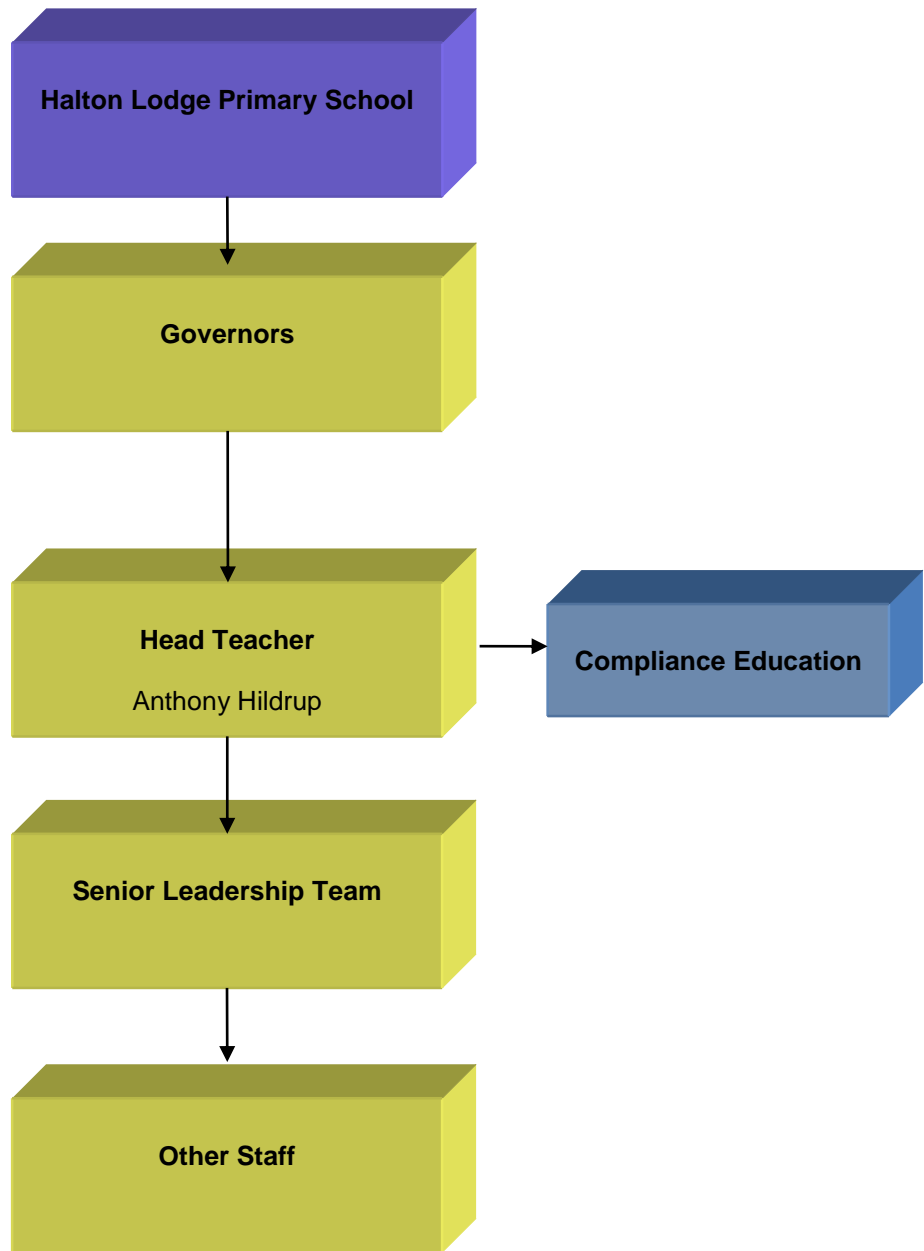 Halton Lodge Primary School
Governors
Head Teacher
Anthony Hildrup
Compliance Education
Senior Leadership Team
Other Staff